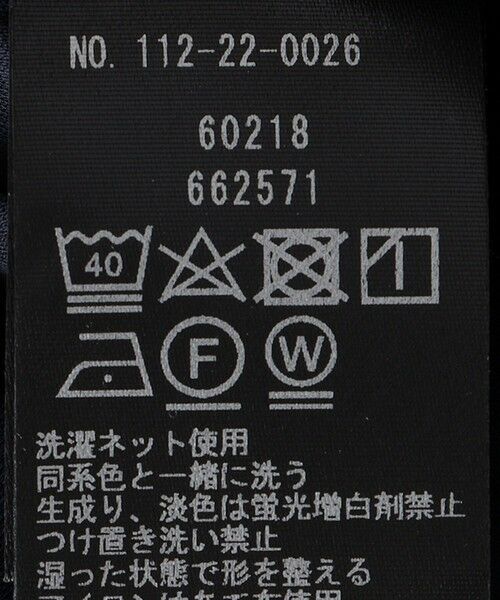 NO. 112-22-0026
60218
662571
40
F W
洗濯ネット使用
同系色と一緒に洗う
生成り、淡色は蛍光増白剤禁止
つけ置き洗い禁止
湿った状態で形を整える